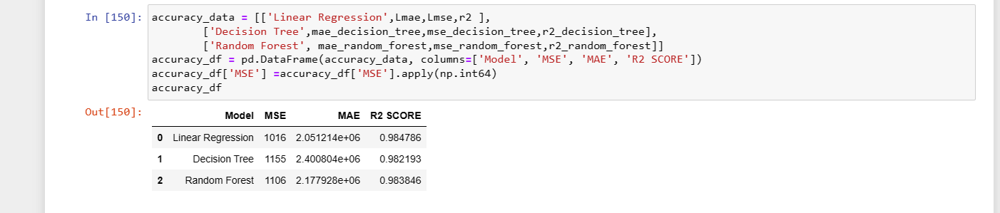 In [150]: accuracy_data = [['Linear Regression',Lmae,Lmse,r2 ],
['Decision Tree',mae_decision_tree,mse_decision_tree,r2_decision_tree],
['Random Forest', mae_random_forest,mse_random_forest,r2_random_forest]]
accuracy_df = pd.DataFrame(accuracy_data, columns=['Model', 'MSE', 'MAE', 'R2 SCORE'])
accuracy_df['MSE'] =accuracy_df['MSE'].apply(np.int64)
accuracy_df
Out[150]:
Model MSE MAE R2 SCORE
0 Linear Regression 1016 2.051214e+06 0.984786
1 Decision Tree 1155 2.400804e+06 0.982193
2 Random Forest 1106 2.177928e+06 0.983846